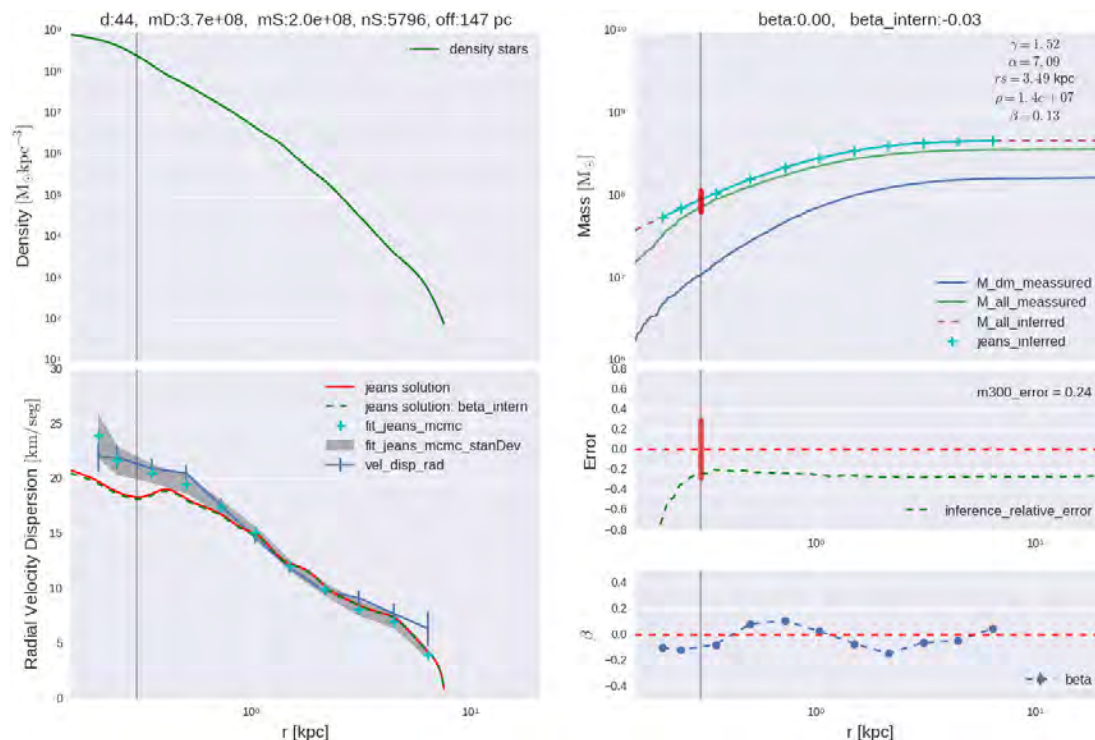 d:44, mD:3.7e+08, mS:2.0e+08, nS:5796, off:147 pc
10⁹
10⁸
10⁷
10⁶
10⁵
10⁴
10³
10²
10¹
Density [M⊙kpc⁻³]
density stars
30
25
20
15
10
5
0
Radial Velocity Dispersion [km/seg]
jeans solution
jeans solution: beta_intern
fit_jeans_mcmc
fit_jeans_mcmc_stanDev
vel_disp_rad
10⁰
10¹
r [kpc]
beta:0.00, beta_intern:-0.03
10¹⁰
10⁹
10⁸
10⁷
10⁶
Mass [M⊙]
γ = 1.52
α = 7.09
rs = 3.49 kpc
ρ = 1.4e+07
β = 0.13
M_dm_meassured
M_all_meassured
M_all_inferred
jeans_inferred
0.8
0.6
0.4
0.2
0.0
−0.2
−0.4
−0.6
−0.8
Error
m300_error = 0.24
inference_relative_error
10⁰
10¹
0.4
0.2
0.0
−0.2
−0.4
β
beta
10⁰
10¹
r [kpc]